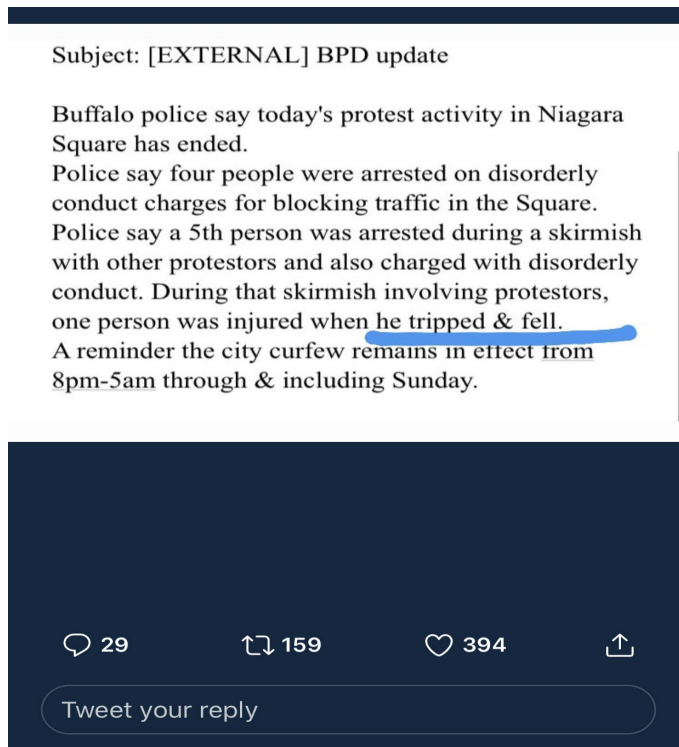 Subject: [EXTERNAL] BPD update
Buffalo police say today's protest activity in Niagara
Square has ended.
Police say four people were arrested on disorderly
conduct charges for blocking traffic in the Square.
Police say a 5th person was arrested during a skirmish
with other protestors and also charged with disorderly
conduct. During that skirmish involving protestors,
one person was injured when he tripped & fell.
A reminder the city curfew remains in effect from
8pm-5am through & including Sunday.
29 159 394
Tweet your reply